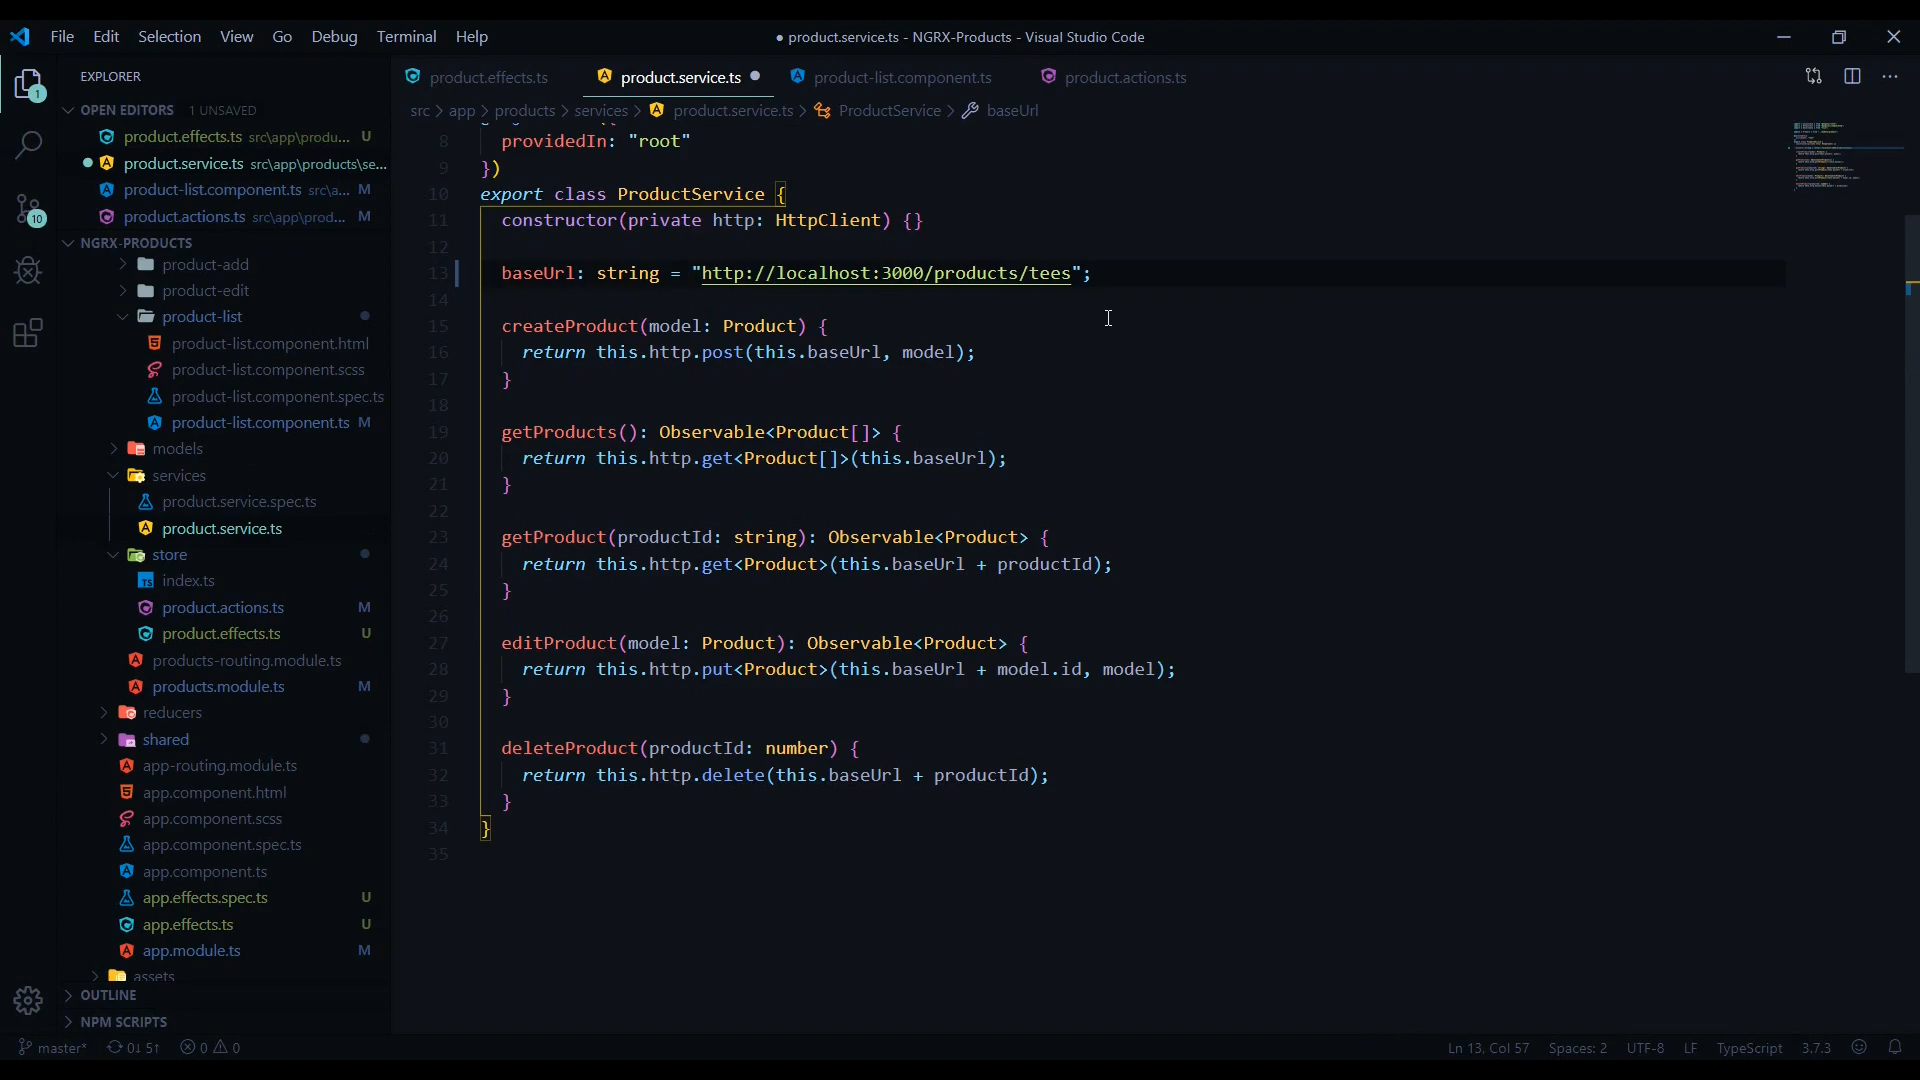 File Edit Selection View Go Debug Terminal Help
● product.service.ts - NGRX-Products - Visual Studio Code
EXPLORER
OPEN EDITORS 1 UNSAVED
product.effects.ts src\app\produ... U
product.service.ts src\app\products\se...
product-list.component.ts src\a... M
product.actions.ts src\app\prod... M
NGRX-PRODUCTS
product-add
product-edit
product-list
product-list.component.html
product-list.component.scss
product-list.component.spec.ts
product-list.component.ts M
models
services
product.service.spec.ts
product.service.ts
store
index.ts
product.actions.ts M
product.effects.ts U
products-routing.module.ts
products.module.ts M
reducers
shared
app-routing.module.ts
app.component.html
app.component.scss
app.component.spec.ts
app.component.ts
app.effects.spec.ts U
app.effects.ts U
app.module.ts M
assets
OUTLINE
NPM SCRIPTS
1
10
product.effects.ts product.service.ts product-list.component.ts product.actions.ts
src > app > products > services > product.service.ts > ProductService > baseUrl
8 providedIn: "root"
9 })
10 export class ProductService {
11 constructor(private http: HttpClient) {}
12
13 baseUrl: string = "http://localhost:3000/products/tees";
14
15 createProduct(model: Product) {
16 return this.http.post(this.baseUrl, model);
17 }
18
19 getProducts(): Observable<Product[]> {
20 return this.http.get<Product[]>(this.baseUrl);
21 }
22
23 getProduct(productId: string): Observable<Product> {
24 return this.http.get<Product>(this.baseUrl + productId);
25 }
26
27 editProduct(model: Product): Observable<Product> {
28 return this.http.put<Product>(this.baseUrl + model.id, model);
29 }
30
31 deleteProduct(productId: number) {
32 return this.http.delete(this.baseUrl + productId);
33 }
34 }
35
master* 0↓ 5↑ 0 0
Ln 13, Col 57 Spaces: 2 UTF-8 LF TypeScript 3.7.3